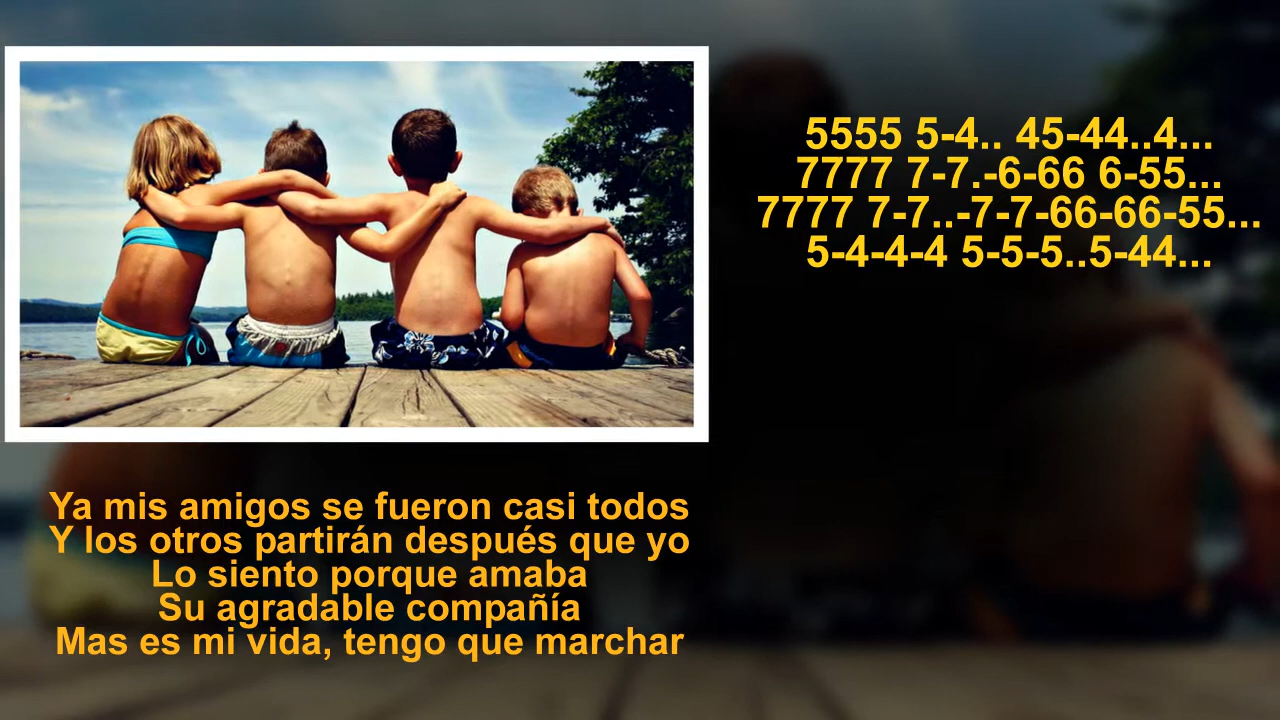 5555 5-4.. 45-44..4...
7777 7-7.-6-66 6-55...
7777 7-7..-7-7-66-66-55...
5-4-4-4 5-5-5..5-44...
Ya mis amigos se fueron casi todos
Y los otros partirán después que yo
Lo siento porque amaba
Su agradable compañía
Mas es mi vida, tengo que marchar